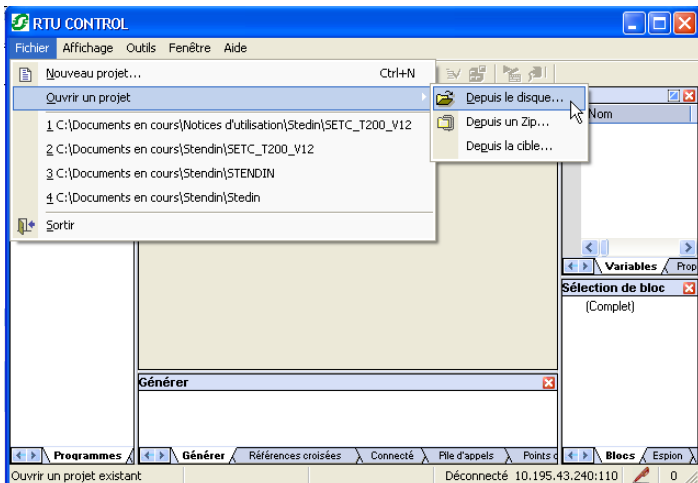 RTU CONTROL
Fichier Affichage Outils Fenêtre Aide
Nouveau projet... Ctrl+N
Ouvrir un projet
Depuis le disque...
Nom
1 C:\Documents en cours\Notices d'utilisation\Stedin\SETC_T200_V12
Depuis un Zip...
2 C:\Documents en cours\Stendin\SETC_T200_V12
Depuis la cible...
3 C:\Documents en cours\Stendin\STENDIN
4 C:\Documents en cours\Stendin\Stedin
Sortir
Variables Prop
Sélection de bloc
(Complet)
Générer
Programmes Générer Références croisées Connecté Pile d'appels Points d Blocs Espion
Ouvrir un projet existant Déconnecté 10.195.43.240:110 0